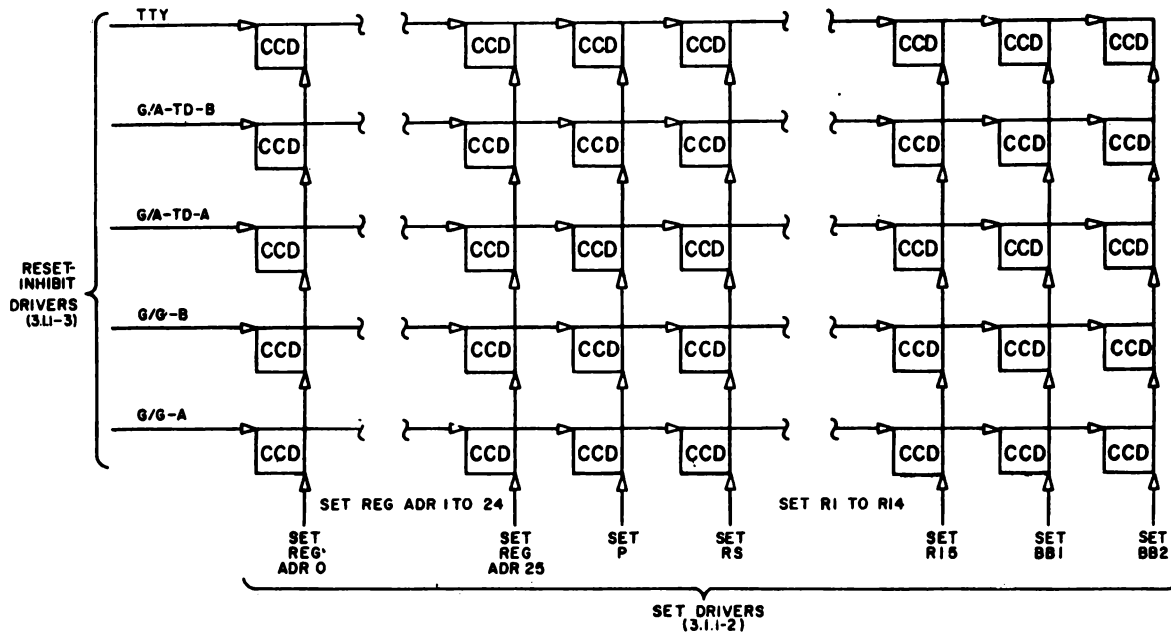 TTY
CCD CCD CCD CCD CCD CCD CCD
G/A-TD-B
CCD CCD CCD CCD CCD CCD CCD
G/A-TD-A
CCD CCD CCD CCD CCD CCD CCD
RESET-
INHIBIT
DRIVERS
(3.1.1-3)
G/G-B
CCD CCD CCD CCD CCD CCD CCD
G/G-A
CCD CCD CCD CCD CCD CCD CCD
SET REG ADR 1 TO 24
SET R1 TO R14
SET
REG
ADR 0
SET
REG
ADR 25
SET
P
SET
RS
SET
R15
SET
BB1
SET
BB2
SET DRIVERS
(3.1.1-2)